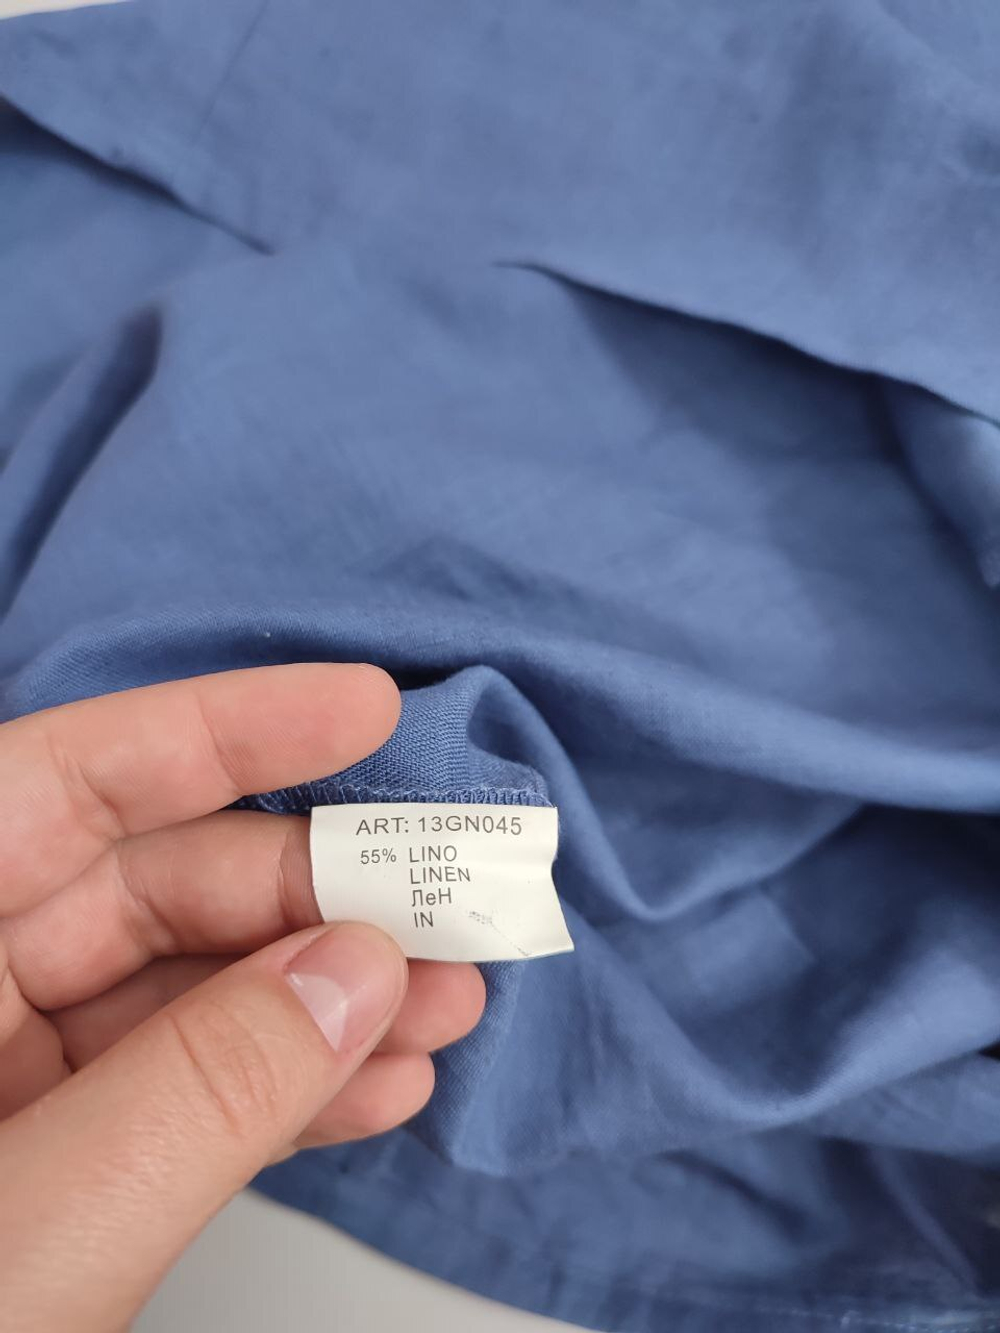 ART: 13GN045
55% LINO
LINEN
ЛеН
IN